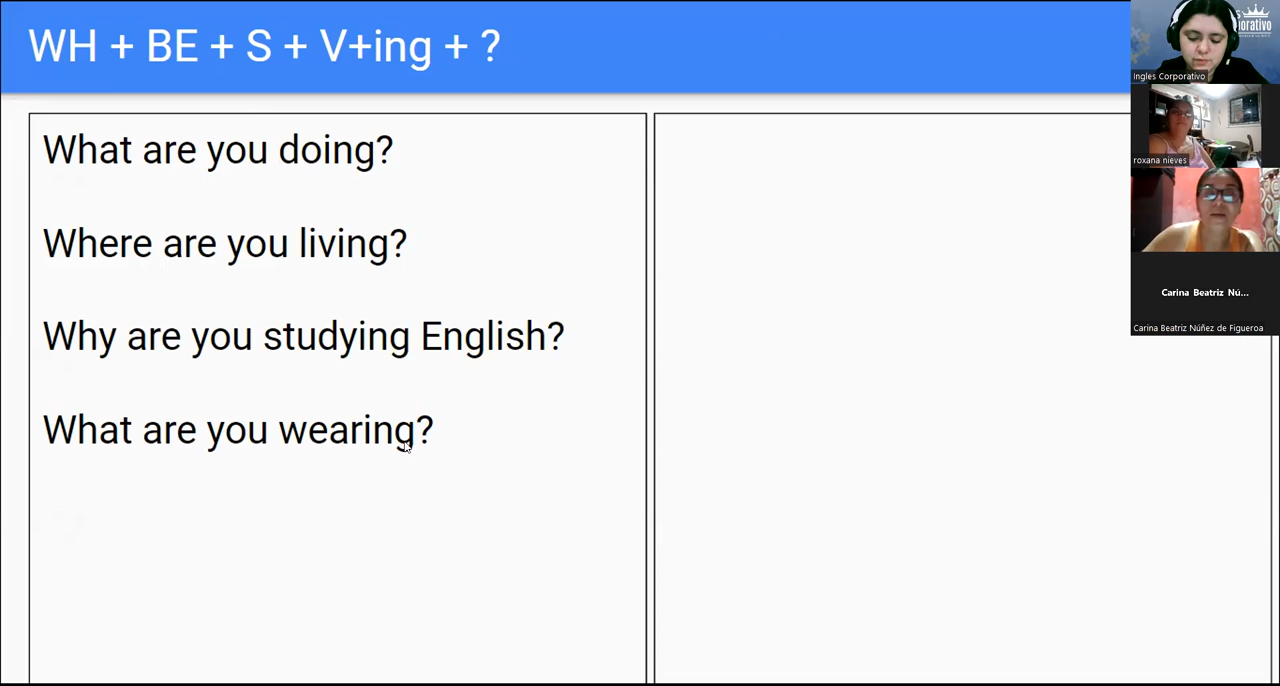 WH + BE + S + V+ing + ?
What are you doing?
Where are you living?
Why are you studying English?
What are you wearing?
orativo
Ingles Corporativo
roxana nieves
Carina Beatriz Nú...
Carina Beatriz Núñez de Figueroa